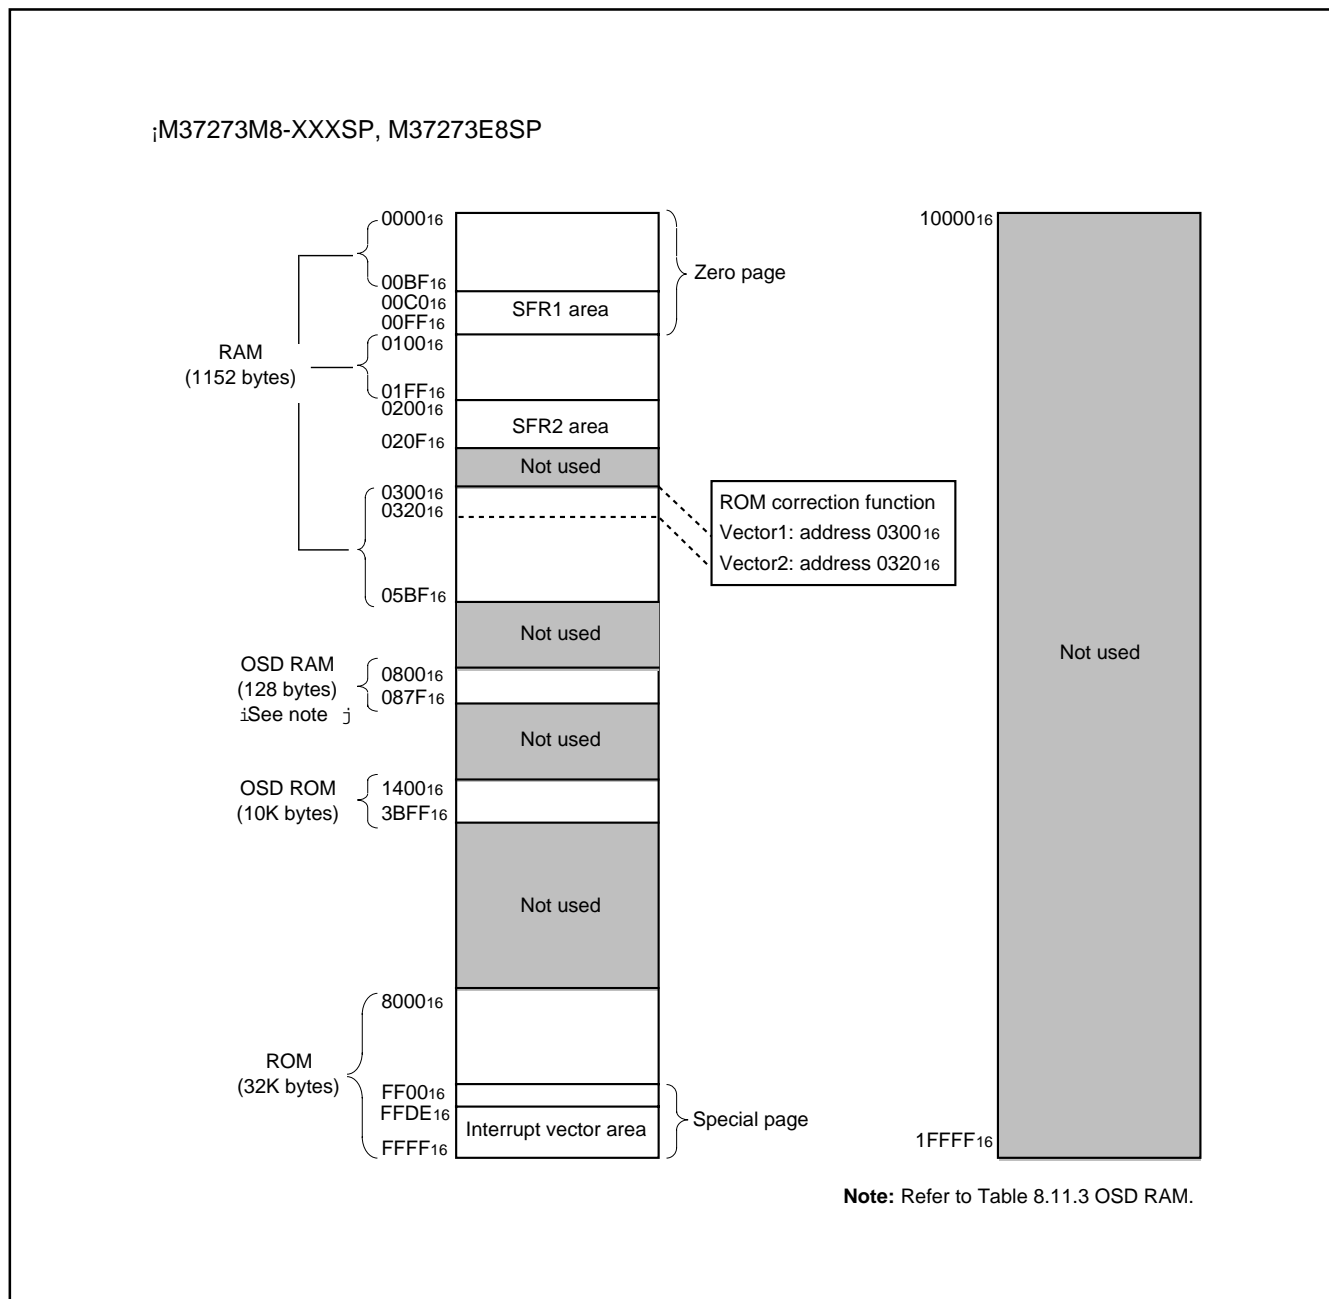 ¡M37273M8-XXXSP, M37273E8SP
000016
00BF16
00C016
00FF16
010016
01FF16
020016
020F16
030016
032016
05BF16
080016
087F16
140016
3BFF16
800016
FF0016
FFDE16
FFFF16
RAM
(1152 bytes)
OSD RAM
(128 bytes)
¡See note j
OSD ROM
(10K bytes)
ROM
(32K bytes)
SFR1 area
SFR2 area
Not used
Not used
Not used
Not used
Interrupt vector area
Zero page
ROM correction function
Vector1: address 030016
Vector2: address 032016
Special page
1000016
Not used
1FFFF16
Note: Refer to Table 8.11.3 OSD RAM.